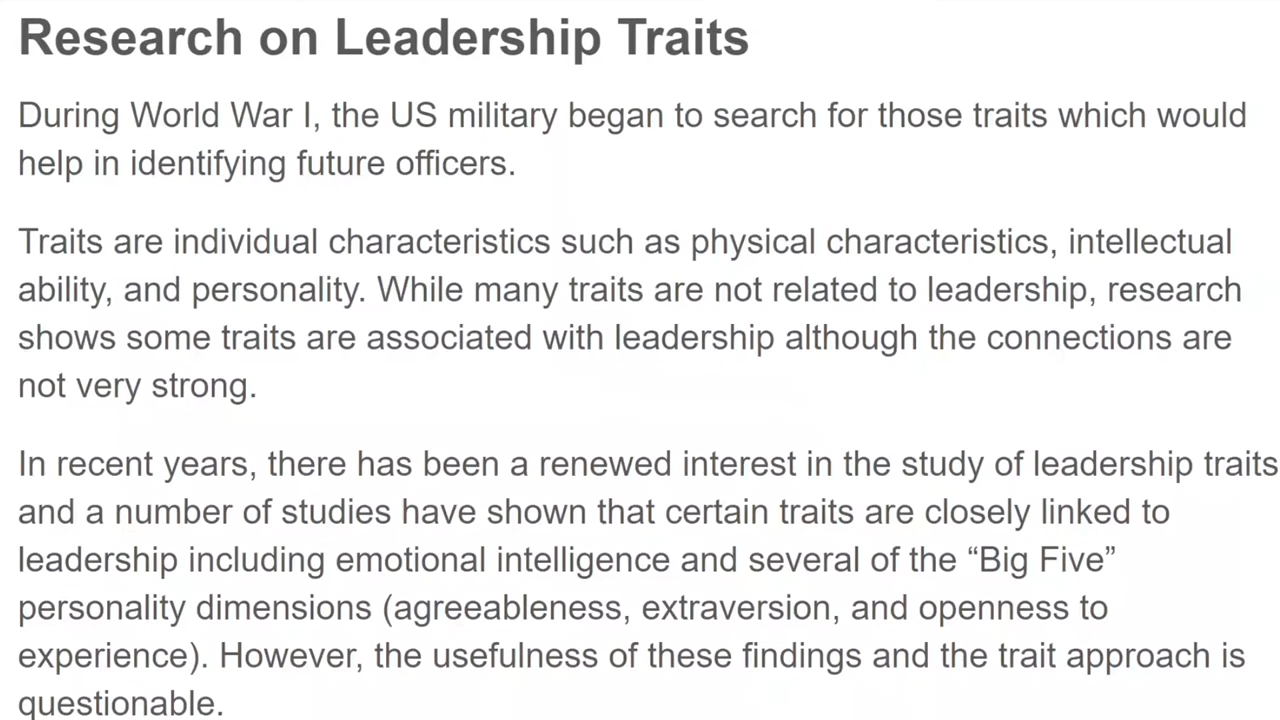 Research on Leadership Traits
During World War I, the US military began to search for those traits which would
help in identifying future officers.
Traits are individual characteristics such as physical characteristics, intellectual
ability, and personality. While many traits are not related to leadership, research
shows some traits are associated with leadership although the connections are
not very strong.
In recent years, there has been a renewed interest in the study of leadership traits
and a number of studies have shown that certain traits are closely linked to
leadership including emotional intelligence and several of the “Big Five”
personality dimensions (agreeableness, extraversion, and openness to
experience). However, the usefulness of these findings and the trait approach is
questionable.